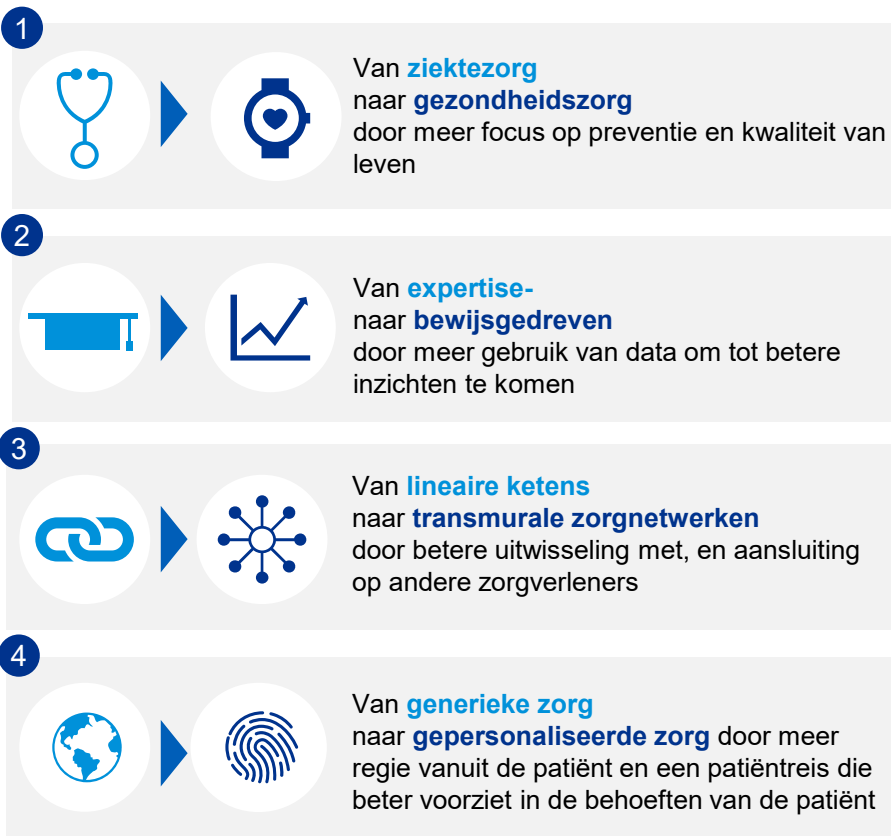 1
Van ziektezorg
naar gezondheidszorg
door meer focus op preventie en kwaliteit van
leven
2
Van expertise-
naar bewijsgedreven
door meer gebruik van data om tot betere
inzichten te komen
3
Van lineaire ketens
naar transmurale zorgnetwerken
door betere uitwisseling met, en aansluiting
op andere zorgverleners
4
Van generieke zorg
naar gepersonaliseerde zorg door meer
regie vanuit de patiënt en een patiëntreis die
beter voorziet in de behoeften van de patiënt